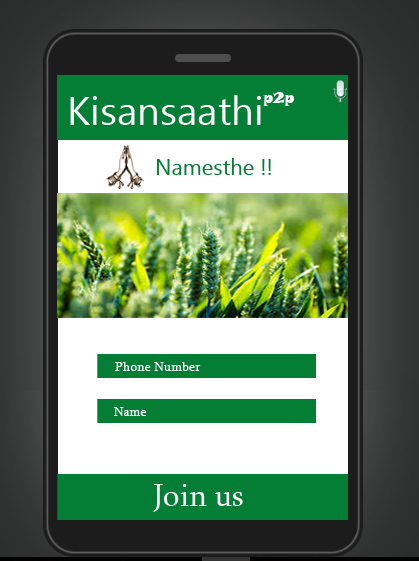 Kisansaathi p2p
Namesthe !!
Phone Number
Name
Join us